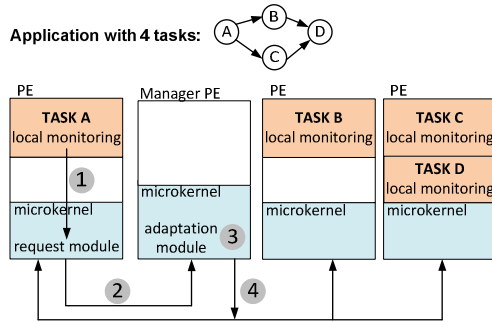 Application with 4 tasks:
A
B
C
D
PE
TASK A
local monitoring
1
microkernel
request module
2
Manager PE
microkernel
adaptation
module
3
4
PE
TASK B
local monitoring
microkernel
PE
TASK C
local monitoring
TASK D
local monitoring
microkernel